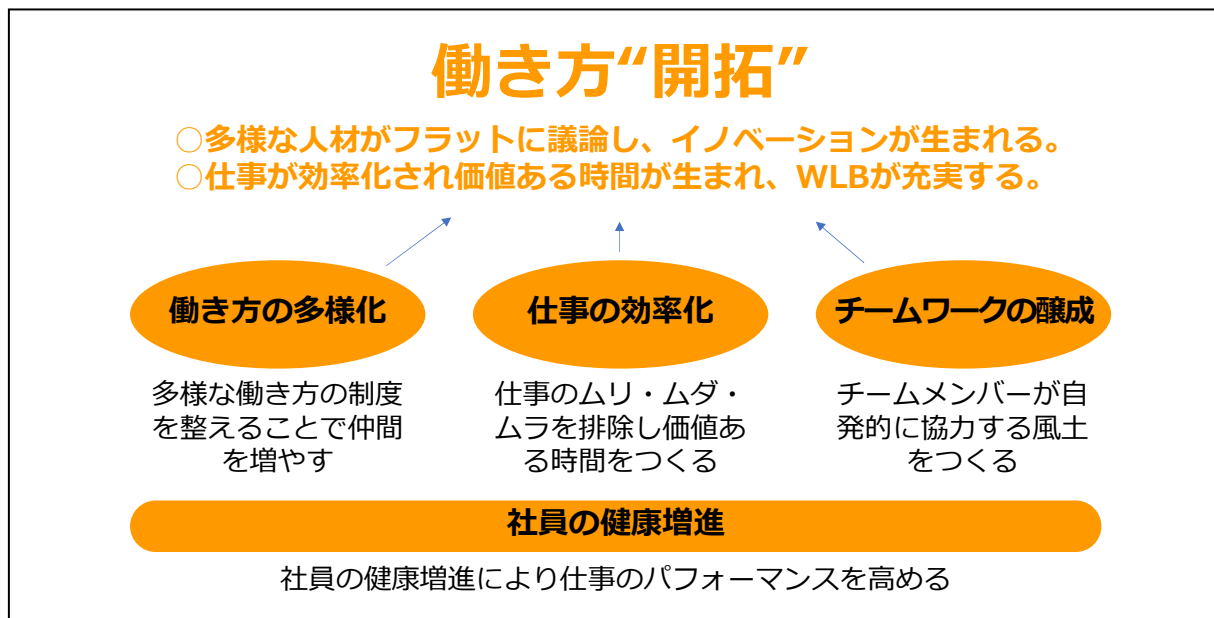 働き方“開拓”
○多様な人材がフラットに議論し、イノベーションが生まれる。
○仕事が効率化され価値ある時間が生まれ、WLBが充実する。
働き方の多様化
仕事の効率化
チームワークの醸成
多様な働き方の制度
を整えることで仲間
を増やす
仕事のムリ・ムダ・
ムラを排除し価値あ
る時間をつくる
チームメンバーが自
発的に協力する風土
をつくる
社員の健康増進
社員の健康増進により仕事のパフォーマンスを高める